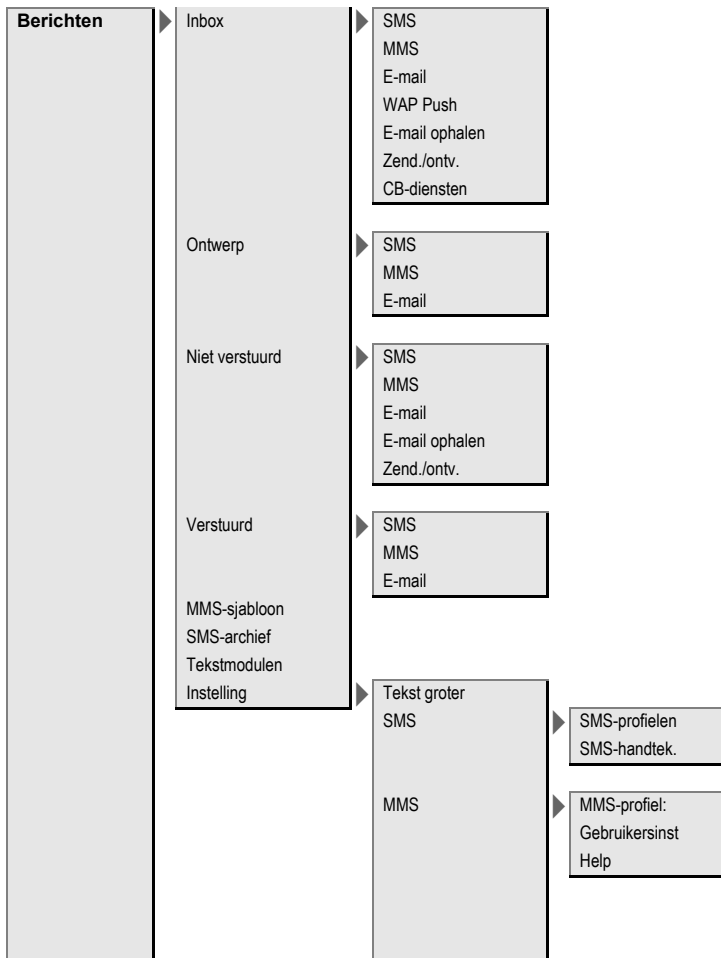 Berichten
Inbox
SMS
MMS
E-mail
WAP Push
E-mail ophalen
Zend./ontv.
CB-diensten
Ontwerp
SMS
MMS
E-mail
Niet verstuurd
SMS
MMS
E-mail
E-mail ophalen
Zend./ontv.
Verstuurd
SMS
MMS
E-mail
MMS-sjabloon
SMS-archief
Tekstmodulen
Instelling
Tekst groter
SMS
SMS-profielen
SMS-handtek.
MMS
MMS-profiel:
Gebruikersinst
Help